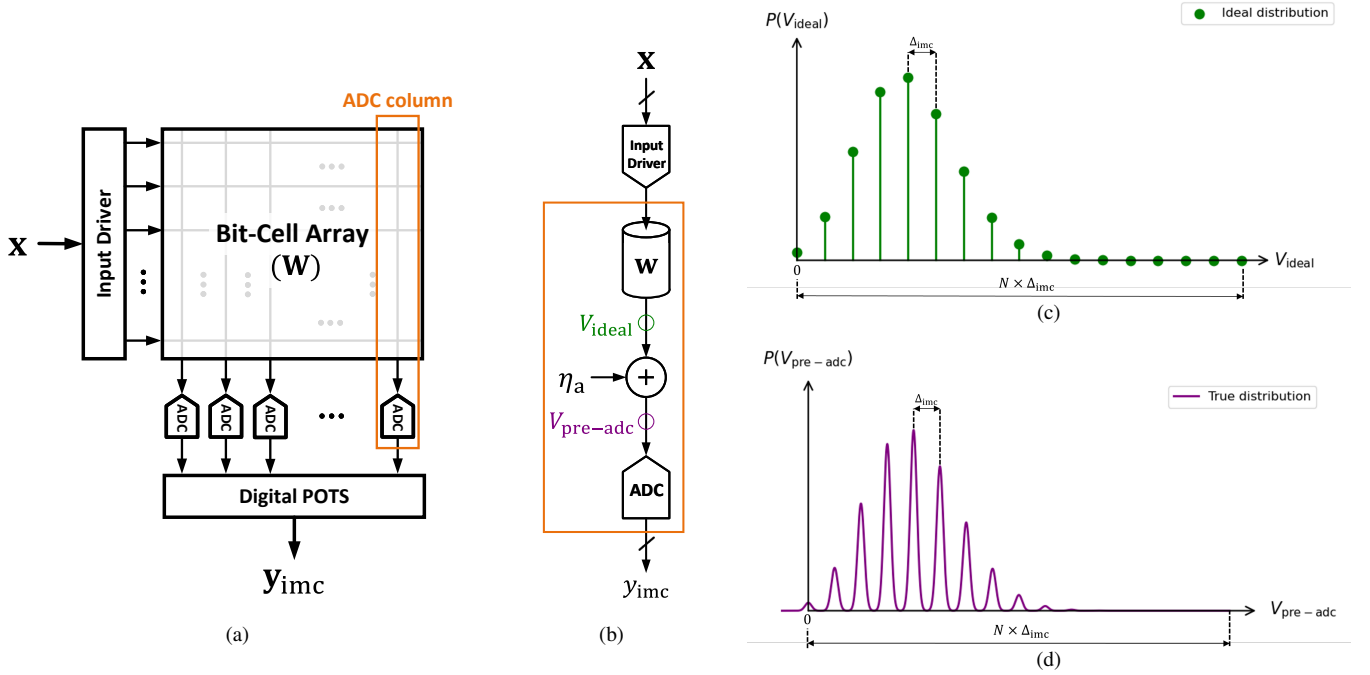 ADC column
Input Driver
x
Bit-Cell Array
(W)
ADC
ADC
ADC
ADC
Digital POTS
y_imc
(a)
x
Input
Driver
W
V_ideal
η_a
+
V_pre−adc
ADC
y_imc
(b)
P(V_ideal)
Ideal distribution
Δ_imc
V_ideal
0
N × Δ_imc
(c)
P(V_pre − adc)
True distribution
Δ_imc
V_pre − adc
0
N × Δ_imc
(d)